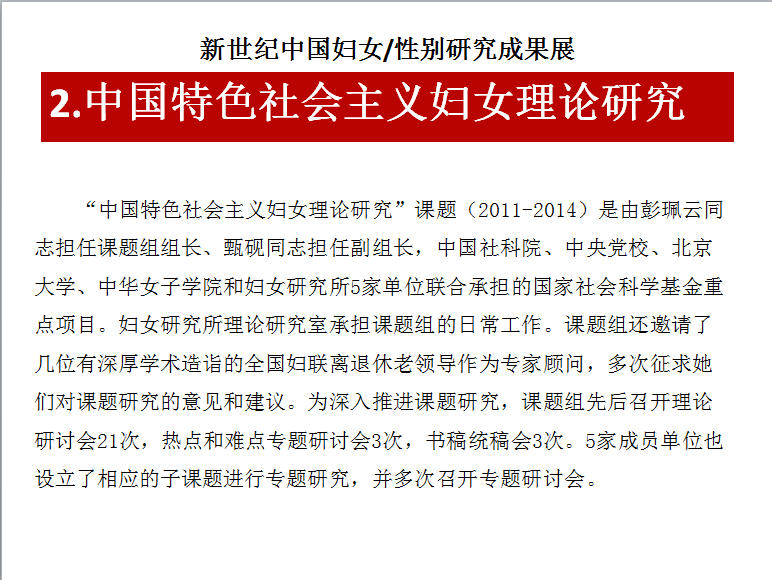 新世纪中国妇女/性别研究成果展
2.中国特色社会主义妇女理论研究
“中国特色社会主义妇女理论研究”课题（2011-2014）是由彭珮云同
志担任课题组组长、甄砚同志担任副组长，中国社科院、中央党校、北京
大学、中华女子学院和妇女研究所5家单位联合承担的国家社会科学基金重
点项目。妇女研究所理论研究室承担课题组的日常工作。课题组还邀请了
几位有深厚学术造诣的全国妇联离退休老领导作为专家顾问，多次征求她
们对课题研究的意见和建议。为深入推进课题研究，课题组先后召开理论
研讨会21次，热点和难点专题研讨会3次，书稿统稿会3次。5家成员单位也
设立了相应的子课题进行专题研究，并多次召开专题研讨会。